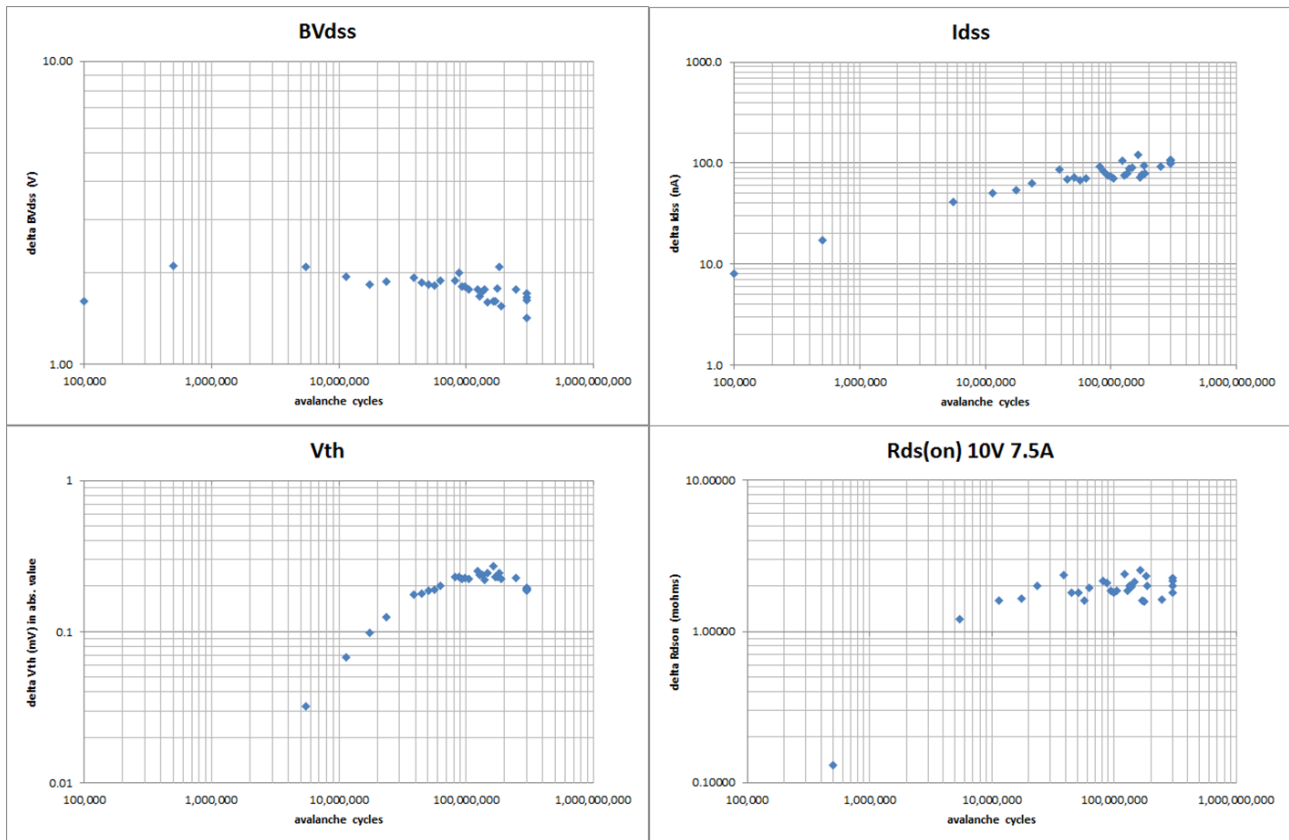 BVdss
10.00
1.00
delta BVdss (V)
100,000 1,000,000 10,000,000 100,000,000 1,000,000,000
avalanche cycles
Idss
1000.0
100.0
10.0
1.0
delta Idss (nA)
100,000 1,000,000 10,000,000 100,000,000 1,000,000,000
avalanche cycles
Vth
1
0.1
0.01
delta Vth (mV) in abs. value
100,000 1,000,000 10,000,000 100,000,000 1,000,000,000
avalanche cycles
Rds(on) 10V 7.5A
10.00000
1.00000
0.10000
delta Rdson (mohms)
100,000 1,000,000 10,000,000 100,000,000 1,000,000,000
avalanche cycles